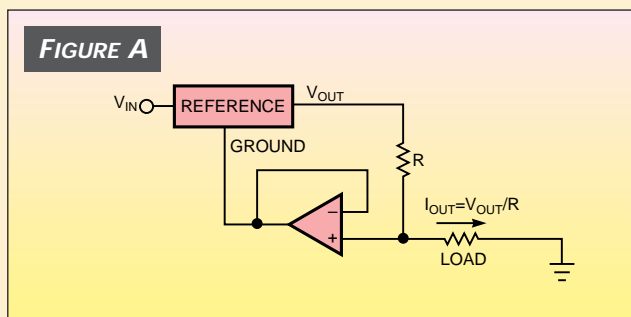 FIGURE A
VIN
REFERENCE
VOUT
GROUND
R
IOUT=VOUT/R
–
+
LOAD